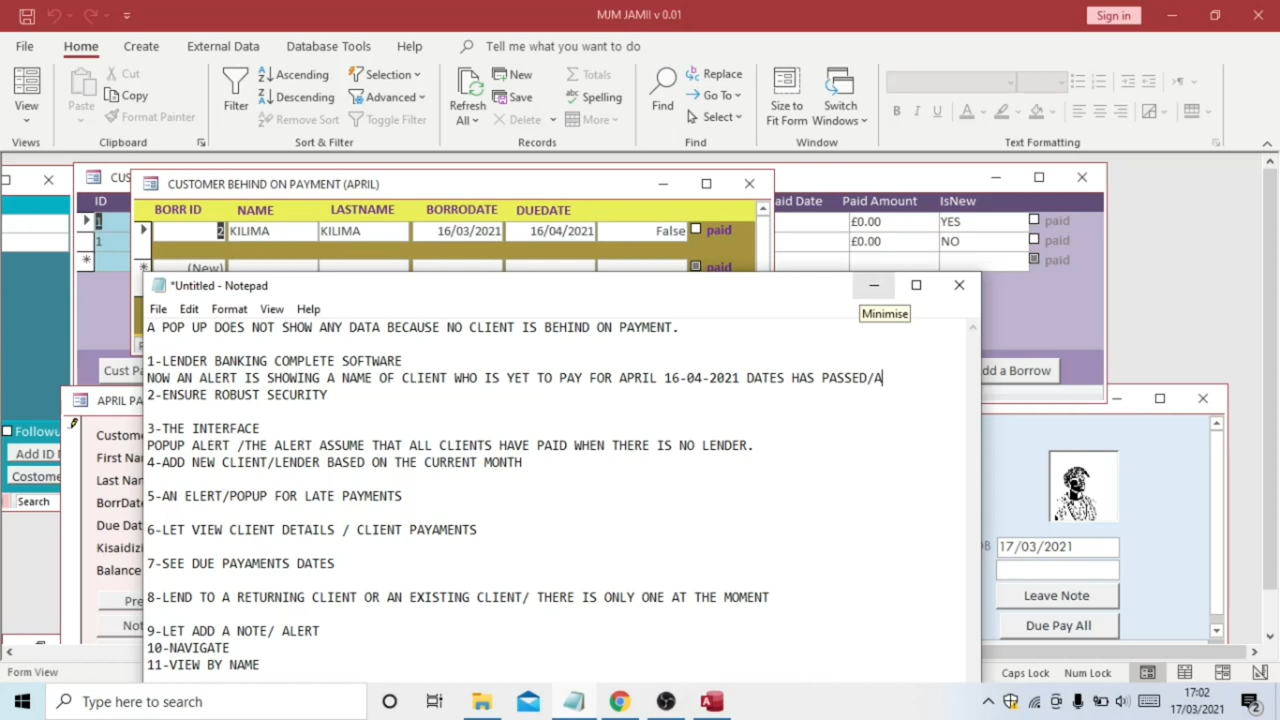 MJM JAMII v 0.01
Sign in
File Home Create External Data Database Tools Help Tell me what you want to do
View
Views
Paste
Cut
Copy
Format Painter
Clipboard
Filter
Ascending
Descending
Remove Sort
Selection
Advanced
Toggle Filter
Sort & Filter
Refresh All
New
Save
Delete
Totals
Spelling
More
Records
Find
Replace
Go To
Select
Find
Size to Fit Form
Switch Windows
Window
B I U A
Text Formatting
CUS
CUSTOMER BEHIND ON PAYMENT (APRIL)
ID
BORR ID NAME LASTNAME BORRODATE DUEDATE
1
2 KILIMA KILIMA 16/03/2021 16/04/2021 False paid
1
(New) paid
aid Date Paid Amount IsNew
£0.00 YES paid
£0.00 NO paid
paid
*Untitled - Notepad
File Edit Format View Help
Minimise
A POP UP DOES NOT SHOW ANY DATA BECAUSE NO CLIENT IS BEHIND ON PAYMENT.
1-LENDER BANKING COMPLETE SOFTWARE
NOW AN ALERT IS SHOWING A NAME OF CLIENT WHO IS YET TO PAY FOR APRIL 16-04-2021 DATES HAS PASSED/A
2-ENSURE ROBUST SECURITY
3-THE INTERFACE
POPUP ALERT /THE ALERT ASSUME THAT ALL CLIENTS HAVE PAID WHEN THERE IS NO LENDER.
4-ADD NEW CLIENT/LENDER BASED ON THE CURRENT MONTH
5-AN ELERT/POPUP FOR LATE PAYMENTS
6-LET VIEW CLIENT DETAILS / CLIENT PAYAMENTS
7-SEE DUE PAYAMENTS DATES
8-LEND TO A RETURNING CLIENT OR AN EXISTING CLIENT/ THERE IS ONLY ONE AT THE MOMENT
9-LET ADD A NOTE/ ALERT
10-NAVIGATE
11-VIEW BY NAME
Cust Pa
dd a Borrow
APRIL PA
Followu
Add ID
Custome
Search
Custome
First Nam
Last Nam
BorrDate
Due Dat
Kisaidizi
Balance
Pre
Not
OB 17/03/2021
Leave Note
Due Pay All
Form View
Caps Lock Num Lock
Type here to search
17:02
17/03/2021
2